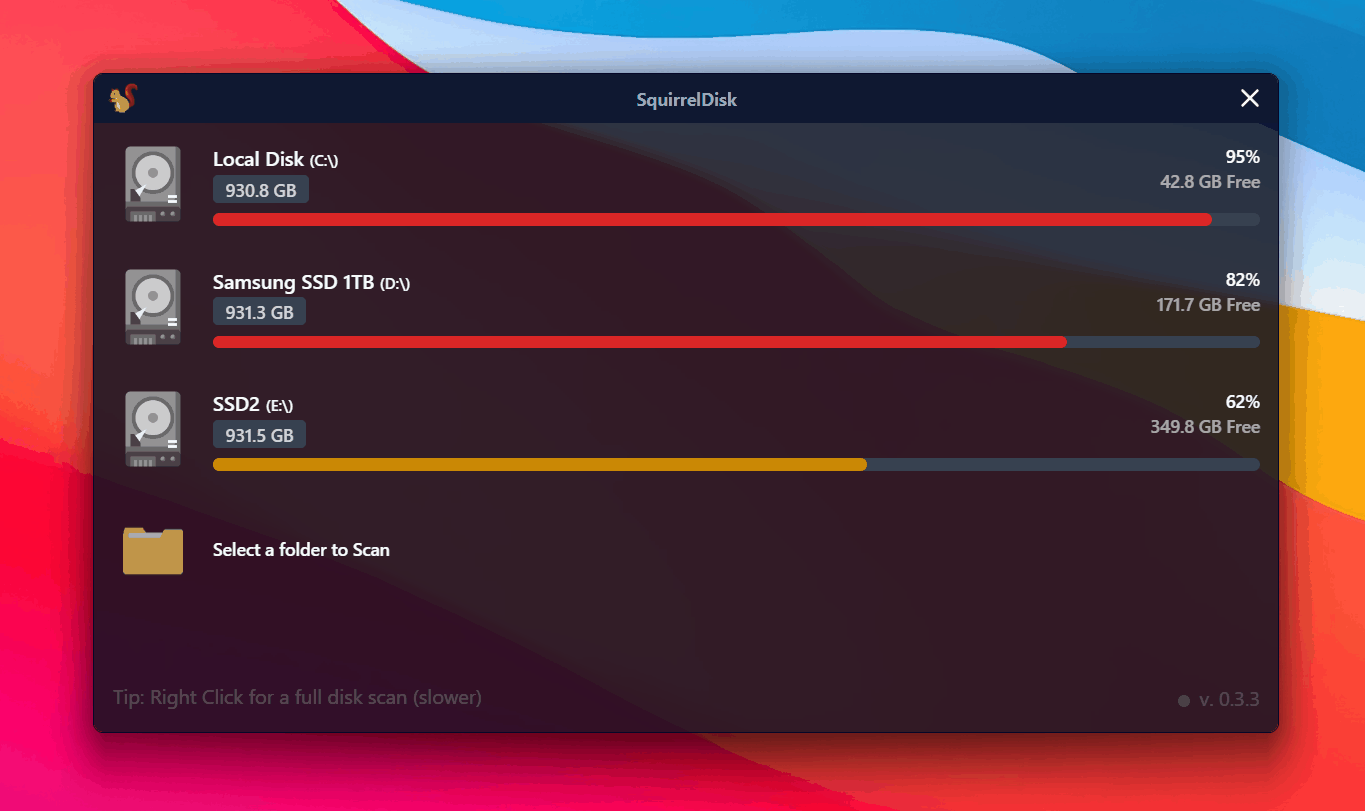 SquirrelDisk
Local Disk (C:\)
95%
930.8 GB
42.8 GB Free
Samsung SSD 1TB (D:\)
82%
931.3 GB
171.7 GB Free
SSD2 (E:\)
62%
931.5 GB
349.8 GB Free
Select a folder to Scan
Tip: Right Click for a full disk scan (slower)
v. 0.3.3